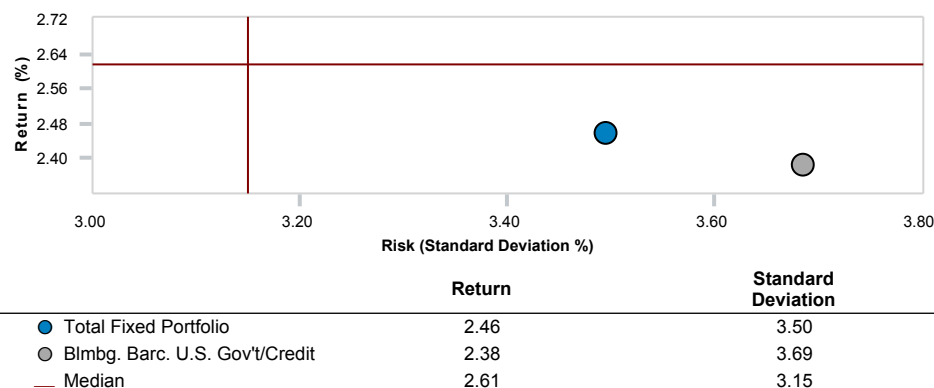 2.72
2.64
2.56
2.48
2.40
Return (%)
3.00 3.20 3.40 3.60 3.80
Risk (Standard Deviation %)
Return Standard Deviation
Total Fixed Portfolio 2.46 3.50
Blmbg. Barc. U.S. Gov't/Credit 2.38 3.69
Median 2.61 3.15